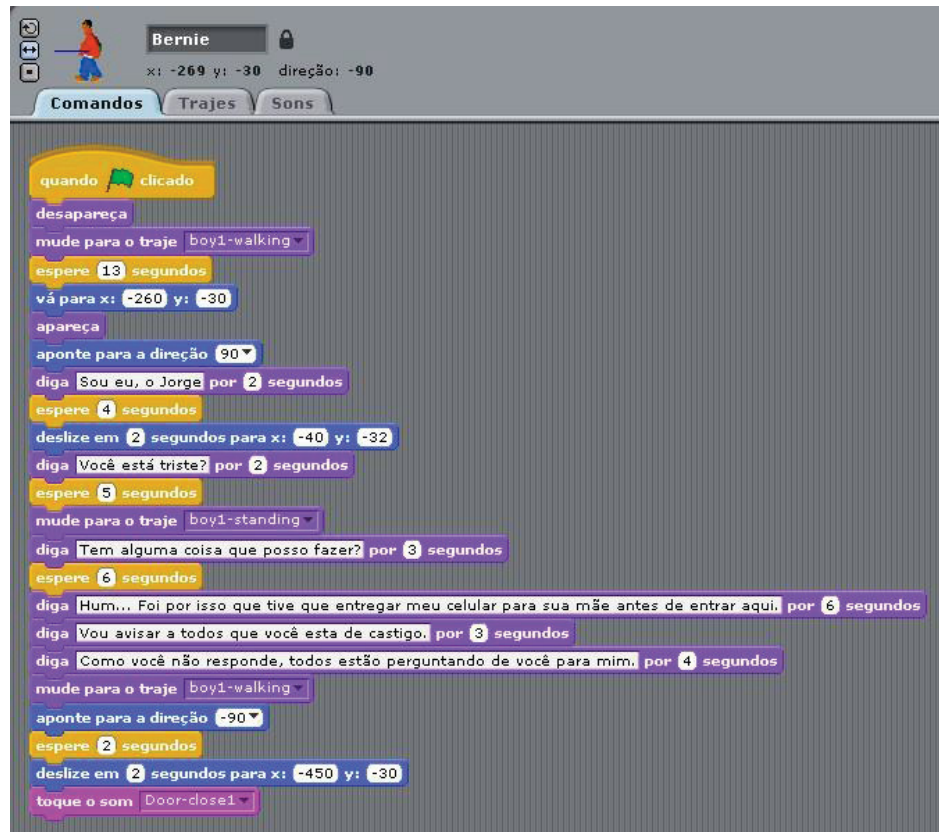 Bernie
x: -269 y: -30 direção: -90
Comandos Trajes Sons
quando clicado
desapareça
mude para o traje boy1-walking
espere 13 segundos
vá para x: -260 y: -30
apareça
aponte para a direção 90
diga Sou eu, o Jorge por 2 segundos
espere 4 segundos
deslize em 2 segundos para x: -40 y: -32
diga Você está triste? por 2 segundos
espere 5 segundos
mude para o traje boy1-standing
diga Tem alguma coisa que posso fazer? por 3 segundos
espere 6 segundos
diga Hum... Foi por isso que tive que entregar meu celular para sua mãe antes de entrar aqui. por 6 segundos
diga Vou avisar a todos que você esta de castigo. por 3 segundos
diga Como você não responde, todos estão perguntando de você para mim. por 4 segundos
mude para o traje boy1-walking
aponte para a direção -90
espere 2 segundos
deslize em 2 segundos para x: -450 y: -30
toque o som Door-close1